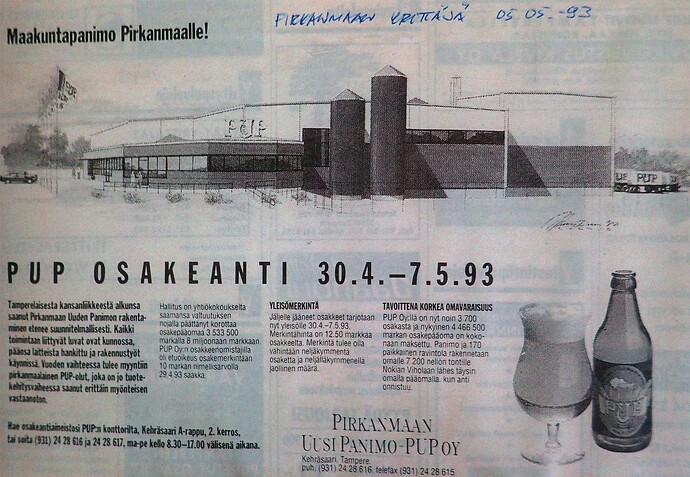 PIRKANMAAN YRITTÄJÄ 05.05.-93
Maakuntapanimo Pirkanmaalle!
PUP
PUP
PUP
PUP OSAKEANTI 30.4.–7.5.93
Tamperelaisesta kansanliikkeestä alkunsa
saanut Pirkanmaan Uuden Panimon rakenta-
minen etenee suunnitelmallisesti. Kaikki
toimintaan liittyvät luvat ovat kunnossa,
pääosa laitteista hankittu ja rakennustyöt
käynnissä. Vuoden vaihteessa tulee myyntiin
pirkanmaalainen PUP-olut, joka on jo tuote-
kehitysvaiheessa saanut erittäin myönteisen
vastaanoton.
Hallitus on yhtiökokoukselta
saamansa valtuutuksen
nojalla päättänyt korottaa
osakepääomaa 3 533 500
markalla 8 miljoonaan markkaan.
PUP Oy:n osakkeenomistajilla
oli etuoikeus osakemerkintään
10 markan nimellisarvolla
29.4.93 saakka.
YLEISÖMERKINTÄ
Jäljelle jääneet osakkeet tarjotaan
nyt yleisölle 30.4.–7.5.93.
Merkintähinta on 12,50 markkaa
osakkeelta. Merkintä tulee olla
vähintään neljäkymmentä
osaketta ja neljälläkymmenellä
jaollinen määrä.
TAVOITTENA KORKEA OMAVARAISUUS
PUP Oy:llä on nyt noin 3 700
osakasta ja nykyinen 4 466 500
markan osakepääoma on koko-
naan maksettu. Panimo ja 170
paikkainen ravintola rakennetaan
omalle 7 200 neliön tontille
Nokian Viholaan lähes täysin
omalla pääomalla, kun anti
onnistuu.
Hae osakeantiaineistosi PUP:n konttorilta, Kehräsaari A-rappu, 2. kerros,
tai soita (931) 24 28 616 ja 24 28 617, ma-pe kello 8.30–17.00 välisenä aikana.
PIRKANMAAN
UUSI PANIMO-PUP OY
Kehräsaari, Tampere,
puh. (931) 24 28 616, telefax (931) 24 28 615
PUP